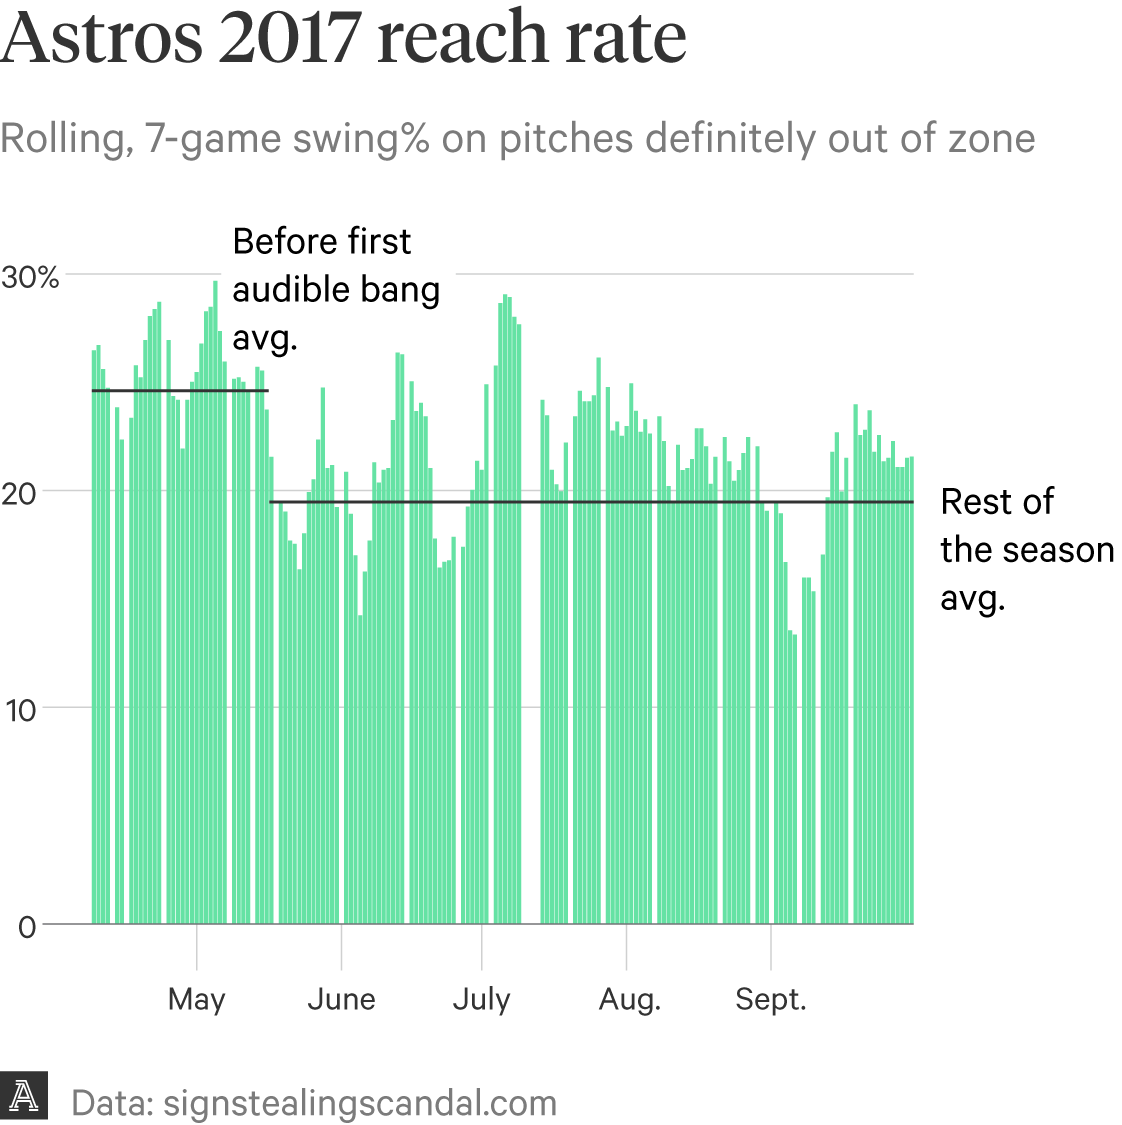 Astros 2017 reach rate
Rolling, 7-game swing% on pitches definitely out of zone
Before first
audible bang
avg.
30%
20
10
0
Rest of
the season
avg.
May
June
July
Aug.
Sept.
A
Data: signstealingscandal.com